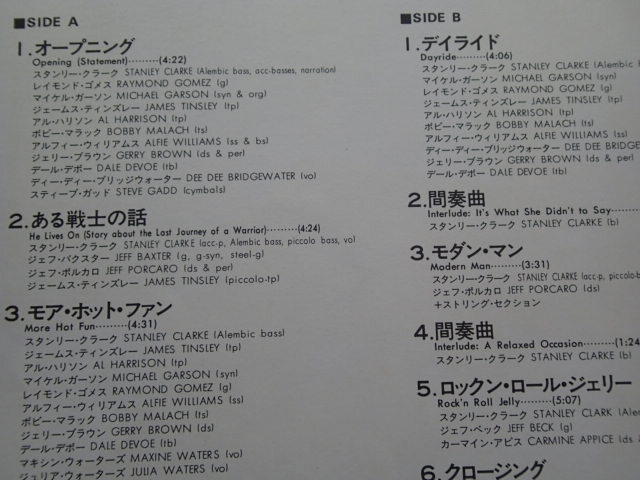 ■SIDE A
1. オープニング
Opening (Statement)………(4:22)
スタンリー・クラーク STANLEY CLARKE (Alembic bass, acc-basses, narration)
レイモンド・ゴメス RAYMOND GOMEZ (g)
マイケル・ガーソン MICHAEL GARSON (syn & org)
ジェームス・ティンズレー JAMES TINSLEY (tp)
アル・ハリソン AL HARRISON (tp)
ボビー・マラック BOBBY MALACH (ts)
アルフィー・ウィリアムス ALFIE WILLIAMS (ss & bs)
ジェリー・ブラウン GERRY BROWN (ds & per)
デール・デボー DALE DEVOE (tb)
ディー・ディー・ブリッジウォーター DEE DEE BRIDGEWATER (vo)
スティーブ・ガッド STEVE GADD (cymbals)
2. ある戦士の話
He Lives On (Story about the Last Journey of a Warrior)………(4:24)
スタンリー・クラーク STANLEY CLARKE (acc-p, Alembic bass, piccolo bass, vo)
ジェフ・バクスター JEFF BAXTER (g, g-syn, steel-g)
ジェフ・ポルカロ JEFF PORCARO (ds & per)
ジェームス・ティンズレー JAMES TINSLEY (piccolo-tp)
3. モア・ホット・ファン
More Hot Fun………(4:31)
スタンリー・クラーク STANLEY CLARKE (Alembic bass)
ジェームス・ティンズレー JAMES TINSLEY (tp)
アル・ハリソン AL HARRISON (tp)
マイケル・ガーソン MICHAEL GARSON (syn)
レイモンド・ゴメス RAYMOND GOMEZ (g)
アルフィー・ウィリアムス ALFIE WILLIAMS (ss)
ボビー・マラック BOBBY MALACH (ts)
ジェリー・ブラウン GERRY BROWN (ds)
デール・デボー DALE DEVOE (tb)
マキシン・ウォーターズ MAXINE WATERS (vo)
ジュリア・ウォーターズ JULIA WATERS (vo)
■SIDE B
1. デイライド
Dayride………(4:06)
スタンリー・クラーク STANLEY CLARKE (Alembic
マイケル・ガーソン MICHAEL GARSON (syn)
レイモンド・ゴメス RAYMOND GOMEZ (g)
ジェームス・ティンズレー JAMES TINSLEY (tp)
アル・ハリソン AL HARRISON (tp)
ボビー・マラック BOBBY MALACH (ts)
アルフィー・ウィリアムス ALFIE WILLIAMS (ss)
ディー・ディー・ブリッジウォーター DEE DEE BRIDGE
ジェリー・ブラウン GERRY BROWN (ds & per)
デール・デボー DALE DEVOE (tb)
2. 間奏曲
Interlude: It's What She Didn't to Say………
スタンリー・クラーク STANLEY CLARKE (b)
3. モダン・マン
Modern Man………(3:31)
スタンリー・クラーク STANLEY CLARKE (acc-p, piccolo-b
ジェフ・ポルカロ JEFF PORCARO (ds)
+ストリング・セクション
4. 間奏曲
Interlude: A Relaxed Occasion………(1:24
スタンリー・クラーク STANLEY CLARKE (b)
5. ロックン・ロール・ジェリー
Rock'n Roll Jelly………(5:07)
スタンリー・クラーク STANLEY CLARK (Alem
ジェフ・ベック JEFF BECK (g)
カーマイン・アピス CARMINE APPICE (ds &
6. クロージング